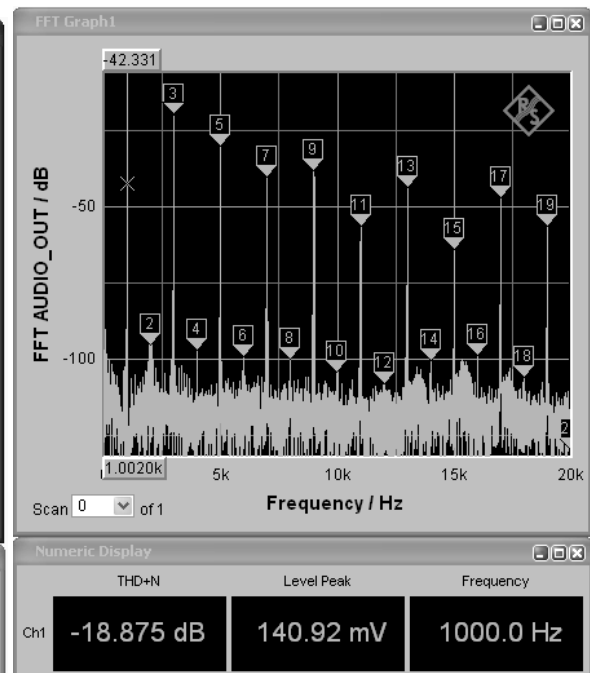 FFT Graph1
-42.331
R S
3
5
7
9
13
17
11
19
15
2
4
6
8
10
12
14
16
18
2
-50
-100
FFT AUDIO_OUT / dB
1.0020k
5k
10k
15k
20k
Frequency / Hz
Scan 0 of 1
Numeric Display
THD+N
Level Peak
Frequency
Ch1
-18.875 dB
140.92 mV
1000.0 Hz